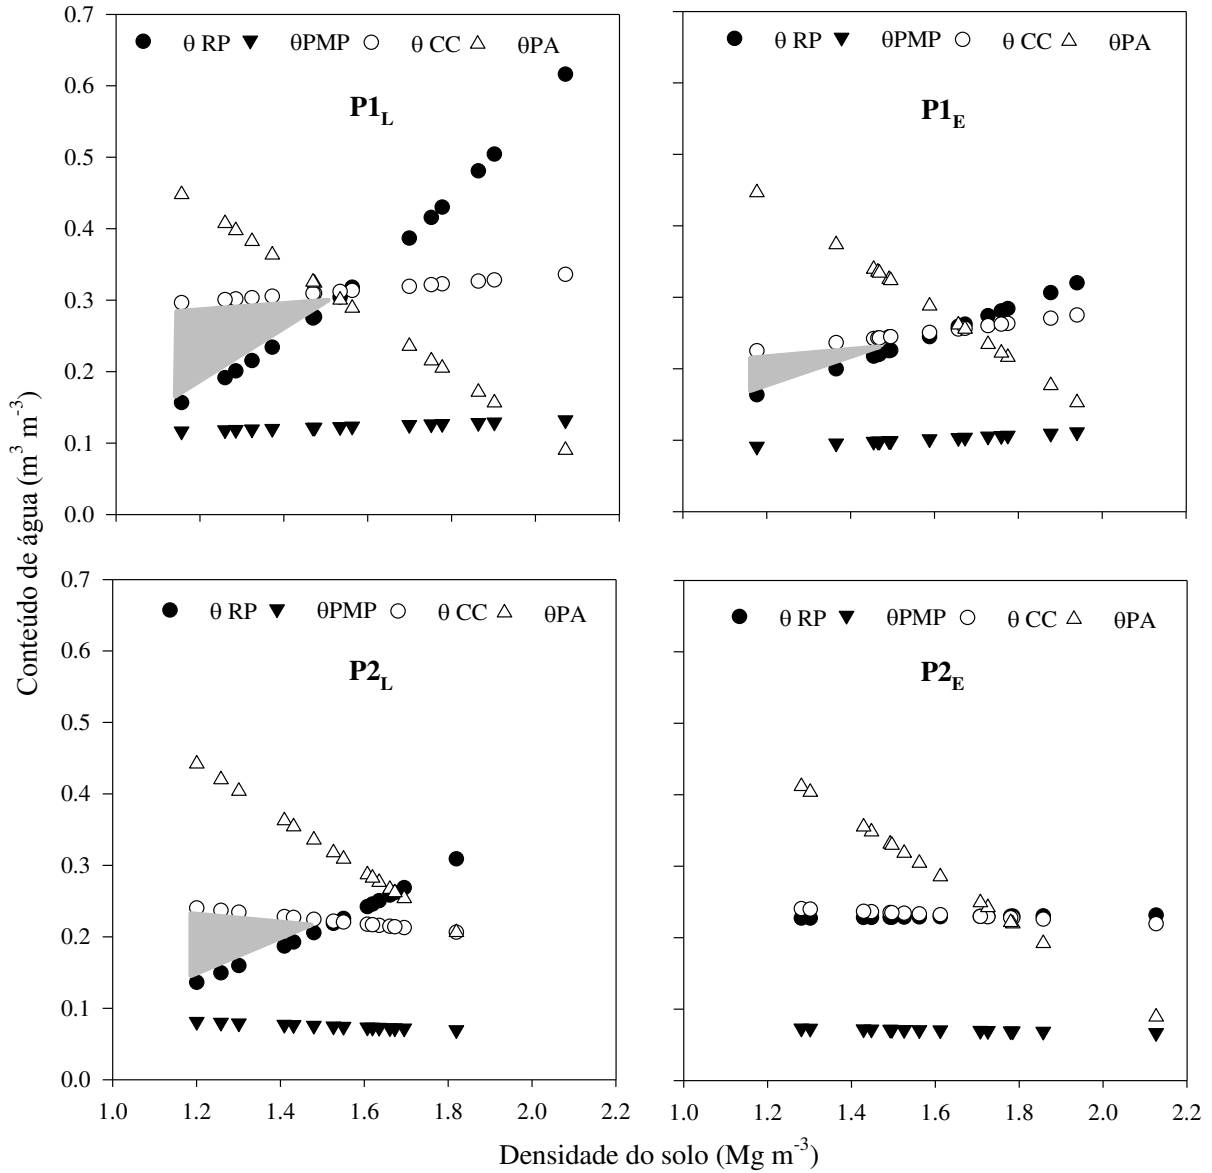 0.7
0.6
0.5
0.4
0.3
0.2
0.1
0.0
θ RP θPMP θ CC θPA
P1L
θ RP θPMP θ CC θPA
P1E
Conteúdo de água (m3 m-3)
0.7
0.6
0.5
0.4
0.3
0.2
0.1
0.0
θ RP θPMP θ CC θPA
P2L
θ RP θPMP θ CC θPA
P2E
1.0 1.2 1.4 1.6 1.8 2.0 2.2
1.0 1.2 1.4 1.6 1.8 2.0 2.2
Densidade do solo (Mg m-3)